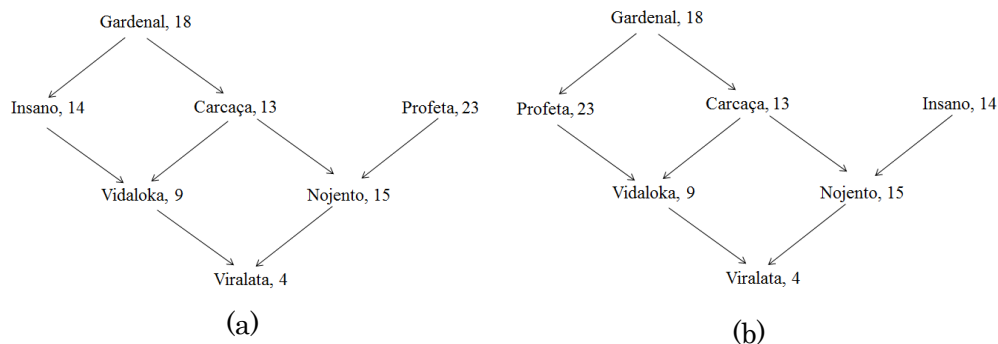 Gardenal, 18
Insano, 14
Carcaça, 13
Profeta, 23
Vidaloka, 9
Nojento, 15
Viralata, 4
(a)
Gardenal, 18
Profeta, 23
Carcaça, 13
Insano, 14
Vidaloka, 9
Nojento, 15
Viralata, 4
(b)